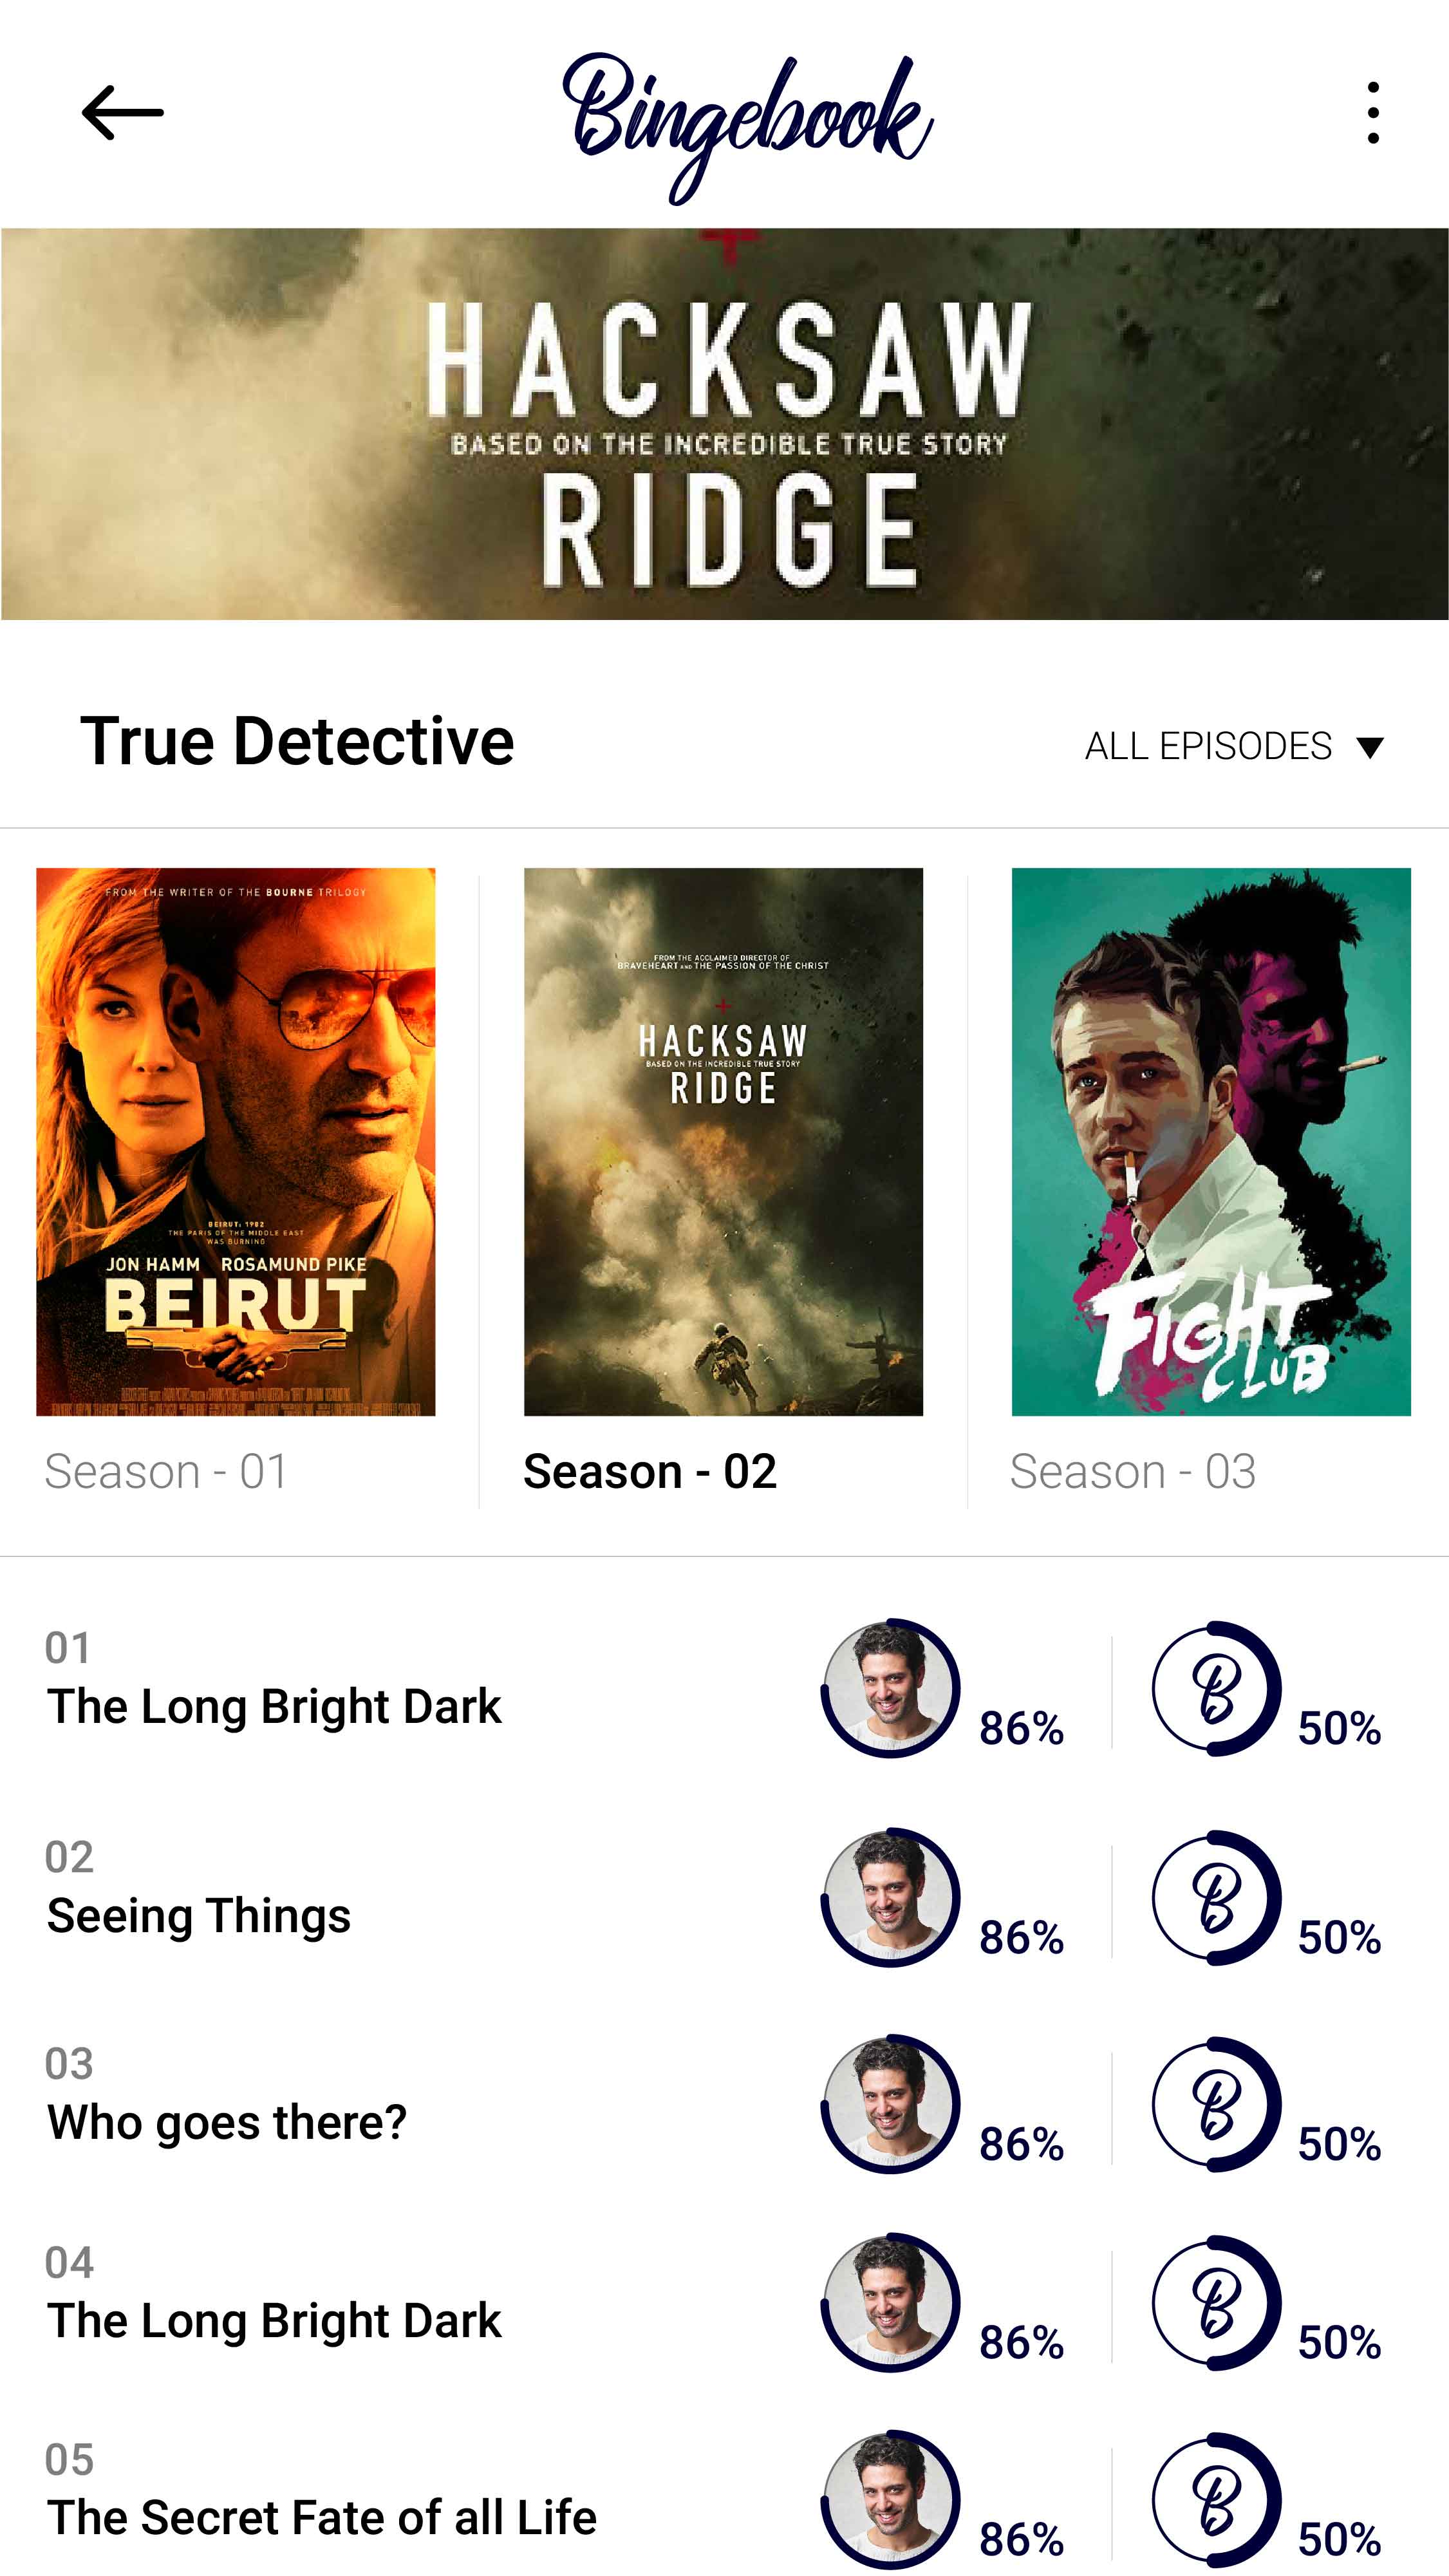 Bingebook
HACKSAW
BASED ON THE INCREDIBLE TRUE STORY
RIDGE
True Detective
ALL EPISODES
FROM THE WRITER OF THE BOURNE TRILOGY
BEIRUT: 1982
THE PARIS OF THE MIDDLE EAST
WAS BURNING
JON HAMM ROSAMUND PIKE
BEIRUT
Season - 01
FROM THE ACCLAIMED DIRECTOR OF
BRAVEHEART AND THE PASSION OF THE CHRIST
HACKSAW
BASED ON THE INCREDIBLE TRUE STORY
RIDGE
Season - 02
FIGHT
CLUB
Season - 03
01
The Long Bright Dark
86%
B
50%
02
Seeing Things
86%
B
50%
03
Who goes there?
86%
B
50%
04
The Long Bright Dark
86%
B
50%
05
The Secret Fate of all Life
86%
B
50%